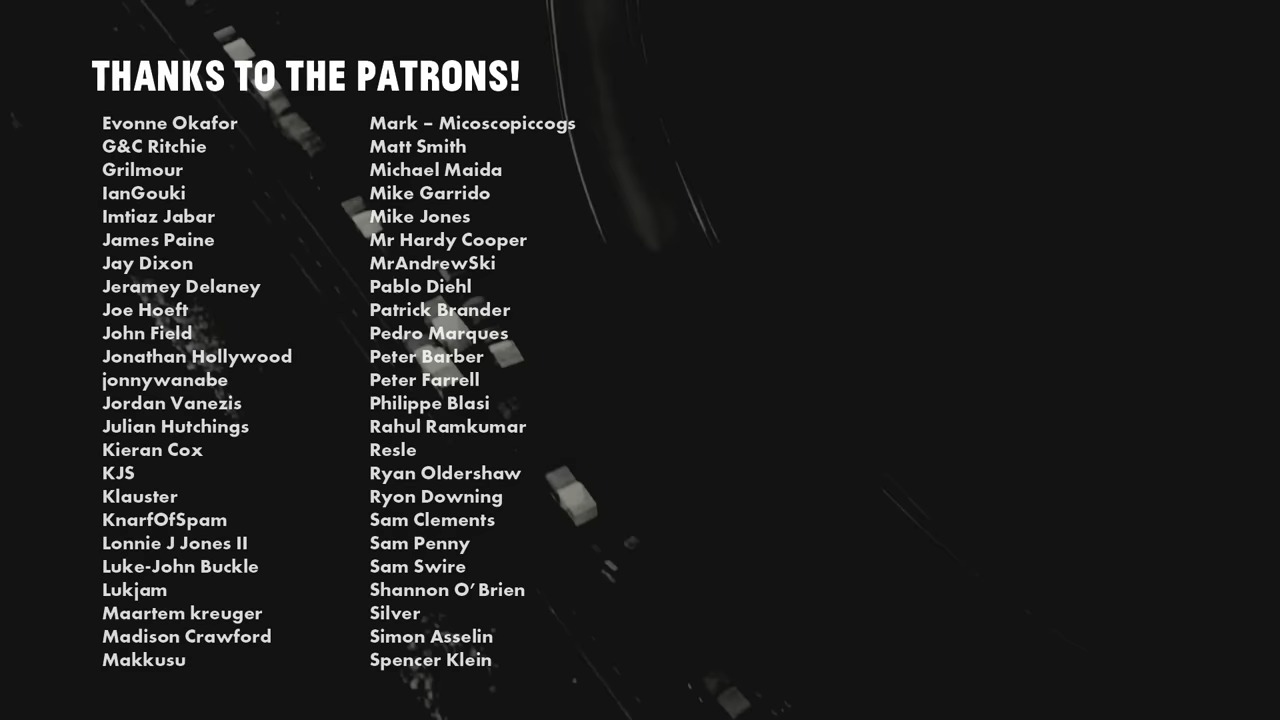 THANKS TO THE PATRONS!
Evonne Okafor
G&C Ritchie
Grilmour
IanGouki
Imtiaz Jabar
James Paine
Jay Dixon
Jeramey Delaney
Joe Hoeft
John Field
Jonathan Hollywood
jonnywanabe
Jordan Vanezis
Julian Hutchings
Kieran Cox
KJS
Klauster
KnarfOfSpam
Lonnie J Jones II
Luke-John Buckle
Lukjam
Maartem kreuger
Madison Crawford
Makkusu
Mark – Micoscopiccogs
Matt Smith
Michael Maida
Mike Garrido
Mike Jones
Mr Hardy Cooper
MrAndrewSki
Pablo Diehl
Patrick Brander
Pedro Marques
Peter Barber
Peter Farrell
Philippe Blasi
Rahul Ramkumar
Resle
Ryan Oldershaw
Ryon Downing
Sam Clements
Sam Penny
Sam Swire
Shannon O’Brien
Silver
Simon Asselin
Spencer Klein